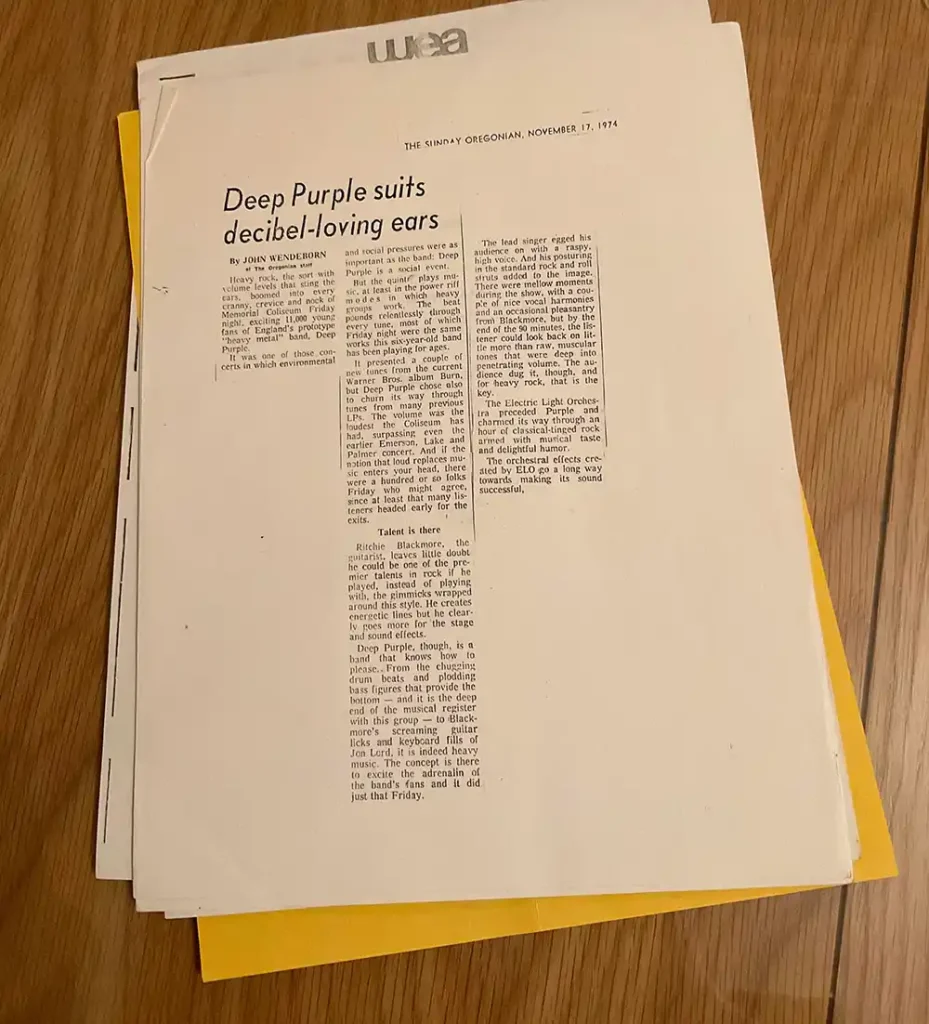 wea
THE SUNDAY OREGONIAN, NOVEMBER 17, 1974
Deep Purple suits
decibel-loving ears
By JOHN WENDEBORN
of The Oregonian staff
Heavy rock, the sort with
volume levels that sting the
ears, boomed into every
cranny, crevice and nock of
Memorial Coliseum Friday
night, exciting 11,000 young
fans of England's prototype
"heavy metal" band, Deep
Purple.
It was one of those con-
certs in which environmental
and social pressures were as
important as the band: Deep
Purple is a social event.
But the quintet plays mu-
sic, at least in the power riff
modes in which heavy
groups work. The beat
pounds relentlessly through
every tune, most of which
Friday night were the same
works this six-year-old band
has been playing for ages.
It presented a couple of
new tunes from the current
Warner Bros. album Burn,
but Deep Purple chose also
to churn its way through
tunes from many previous
LPs. The volume was the
loudest the Coliseum has
had, surpassing even the
earlier Emerson, Lake and
Palmer concert. And if the
notion that loud replaces mu-
sic enters your head, there
were a hundred or so folks
Friday who might agree,
since at least that many lis-
teners headed early for the
exits.
Talent is there
Ritchie Blackmore, the
guitarist, leaves little doubt
he could be one of the pre-
mier talents in rock if he
played, instead of playing
with, the gimmicks wrapped
around this style. He creates
energetic lines but he clear-
ly goes more for the stage
and sound effects.
Deep Purple, though, is a
band that knows how to
please. From the chugging
drum beats and plodding
bass figures that provide the
bottom — and it is the deep
end of the musical register
with this group — to Black-
more's screaming guitar
licks and keyboard fills of
Jon Lord, it is indeed heavy
music. The concept is there
to excite the adrenalin of
the band's fans and it did
just that Friday.
The lead singer egged his
audience on with a raspy,
high voice. And his posturing
in the standard rock and roll
struts added to the image.
There were mellow moments
during the show, with a cou-
ple of nice vocal harmonies
and an occasional pleasantry
from Blackmore, but by the
end of the 90 minutes, the lis-
tener could look back on lit-
tle more than raw, muscular
tones that were deep into
penetrating volume. The au-
dience dug it, though, and
for heavy rock, that is the
key.
The Electric Light Orches-
tra preceded Purple and
charmed its way through an
hour of classical-tinged rock
armed with musical taste
and delightful humor.
The orchestral effects cre-
ated by ELO go a long way
towards making its sound
successful,